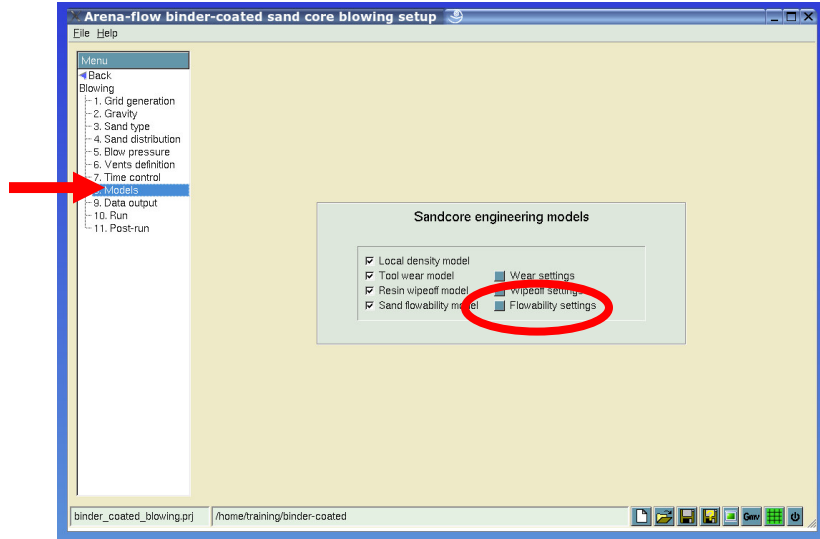 Arena-flow binder-coated sand core blowing setup
File Help
Menu
Back
Blowing
1. Grid generation
2. Gravity
3. Sand type
4. Sand distribution
5. Blow pressure
6. Vents definition
7. Time control
Models
9. Data output
10. Run
11. Post-run
Sandcore engineering models
Local density model
Tool wear model Wear settings
Resin wipeoff model Wipeoff settings
Sand flowability model Flowability settings
binder_coated_blowing.prj /home/training/binder-coated
Gmv